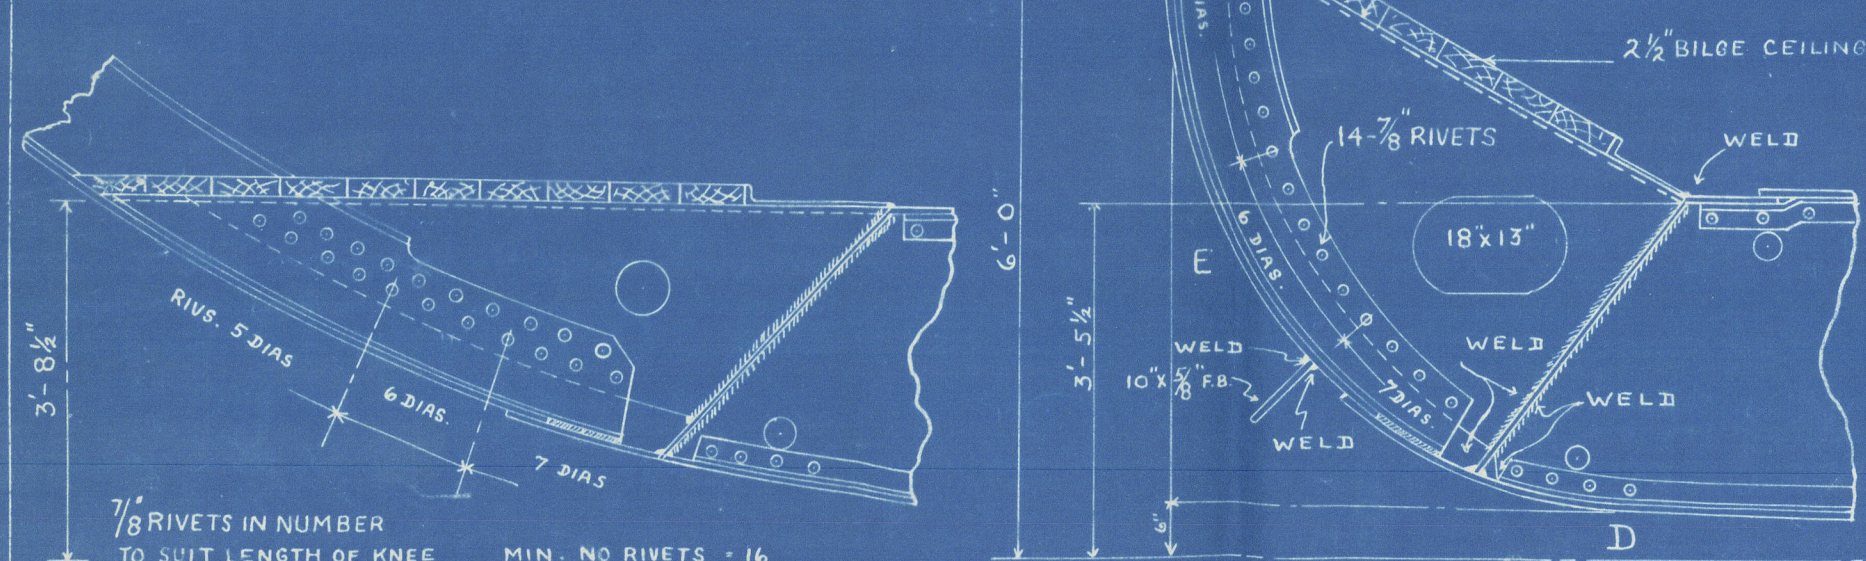 RIVS. 5 DIAS
6 DIAS.
7 DIAS
3'- 8½"
7/8" RIVETS IN NUMBER
TO SUIT LENGTH OF KNEE MIN. NO RIVETS = 16
6'-0"
3'-5½"
6"
E
D
6 DIAS.
7 DIAS.
14-7/8" RIVETS
2½" BILGE CEILING
WELD
18"x13"
WELD
WELD
WELD
10"x 5/8" F.B.
WELD